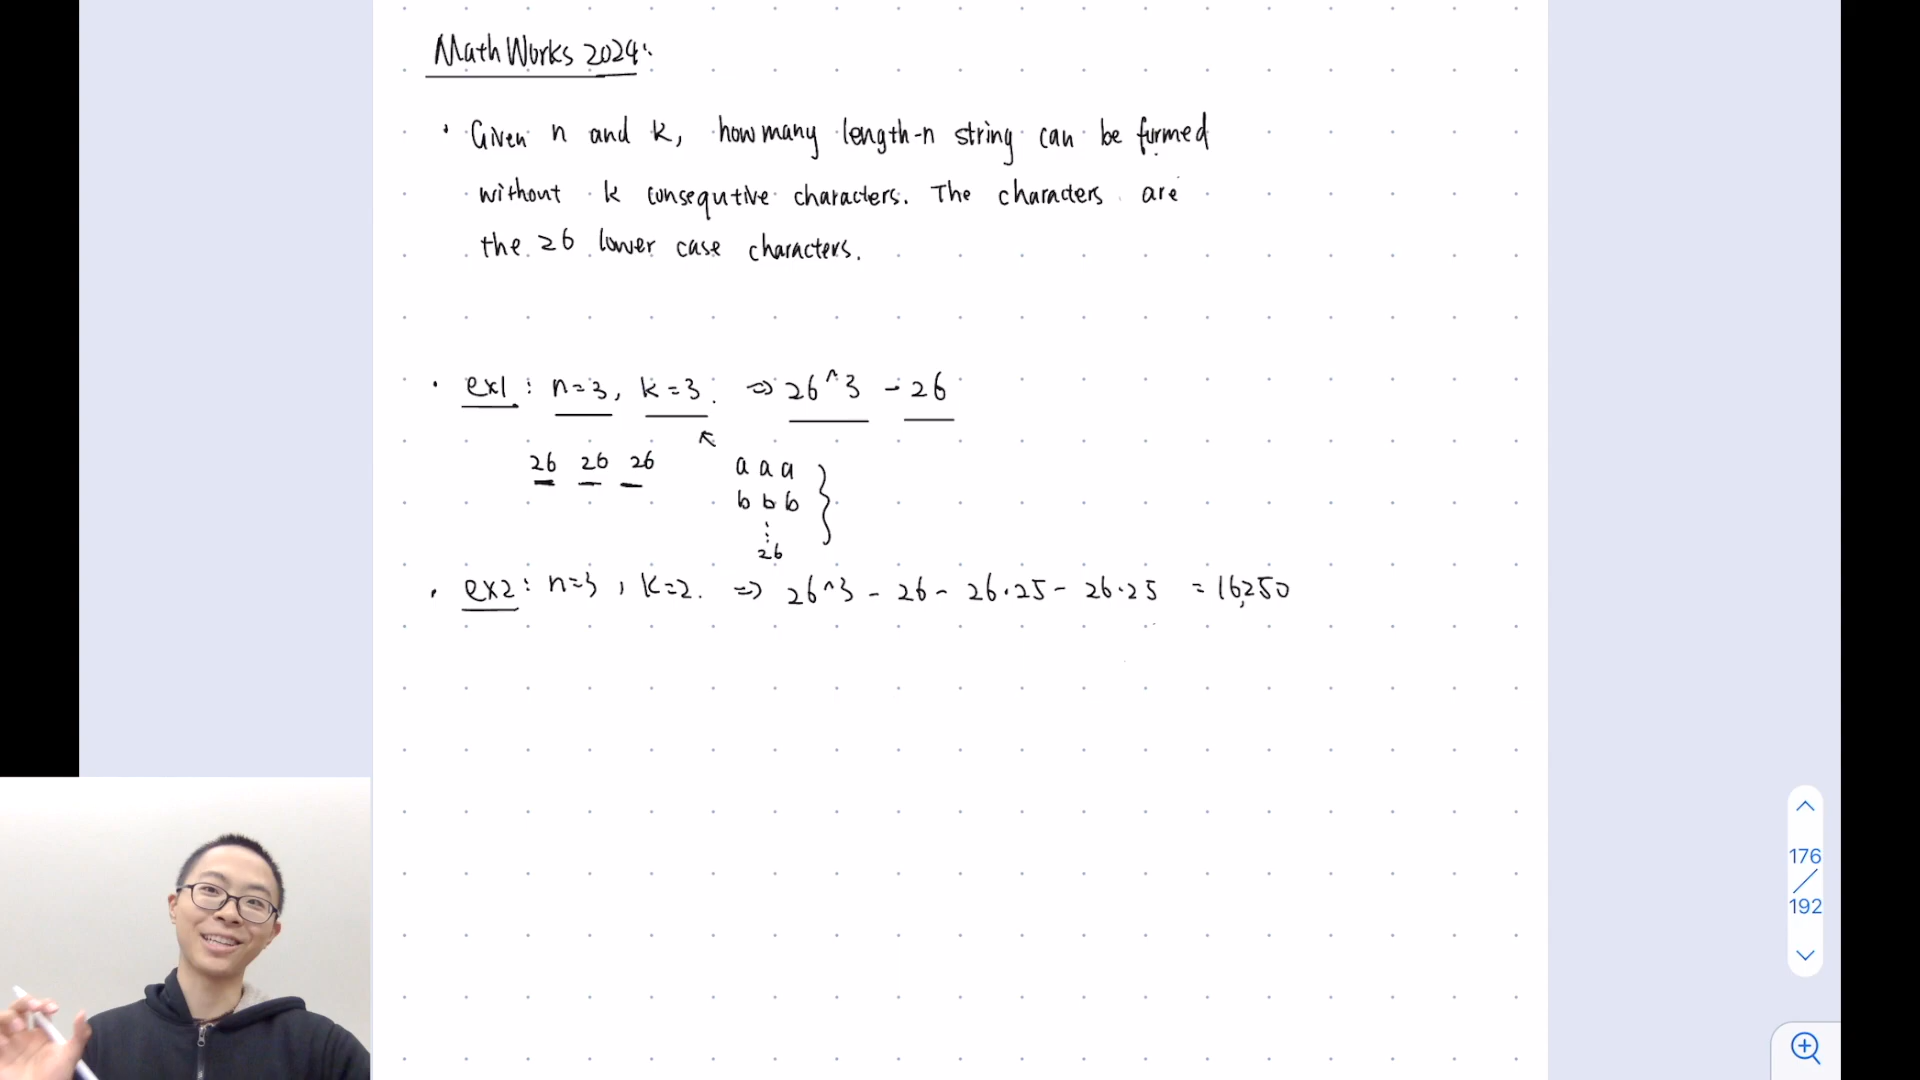 MathWorks 2024:
Given n and k, how many length-n string can be formed
without k consequtive characters. The characters are
the 26 lower case characters.
ex1: n=3, k=3. => 26^3 - 26
26 26 26
a a a
b b b
26
ex2: n=3, k=2. => 26^3 - 26 - 26·25 - 26·25 = 16,250
176
192